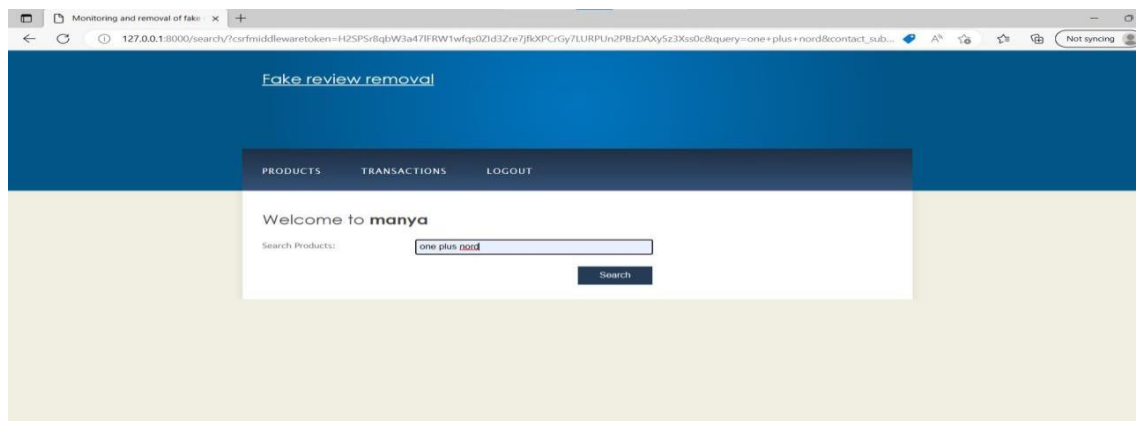 Monitoring and removal of fake
127.0.0.1:8000/search/?csrfmiddlewaretoken=H2SPSr8qbW3a47lFRW1wfqs0ZId3Zre7jfkXPCrGy7LURPUn2PBzDAXy5z3Xss0c&query=one+plus+nord&contact_sub...
Not syncing
Fake review removal
PRODUCTS TRANSACTIONS LOGOUT
Welcome to manya
Search Products: one plus nord
Search